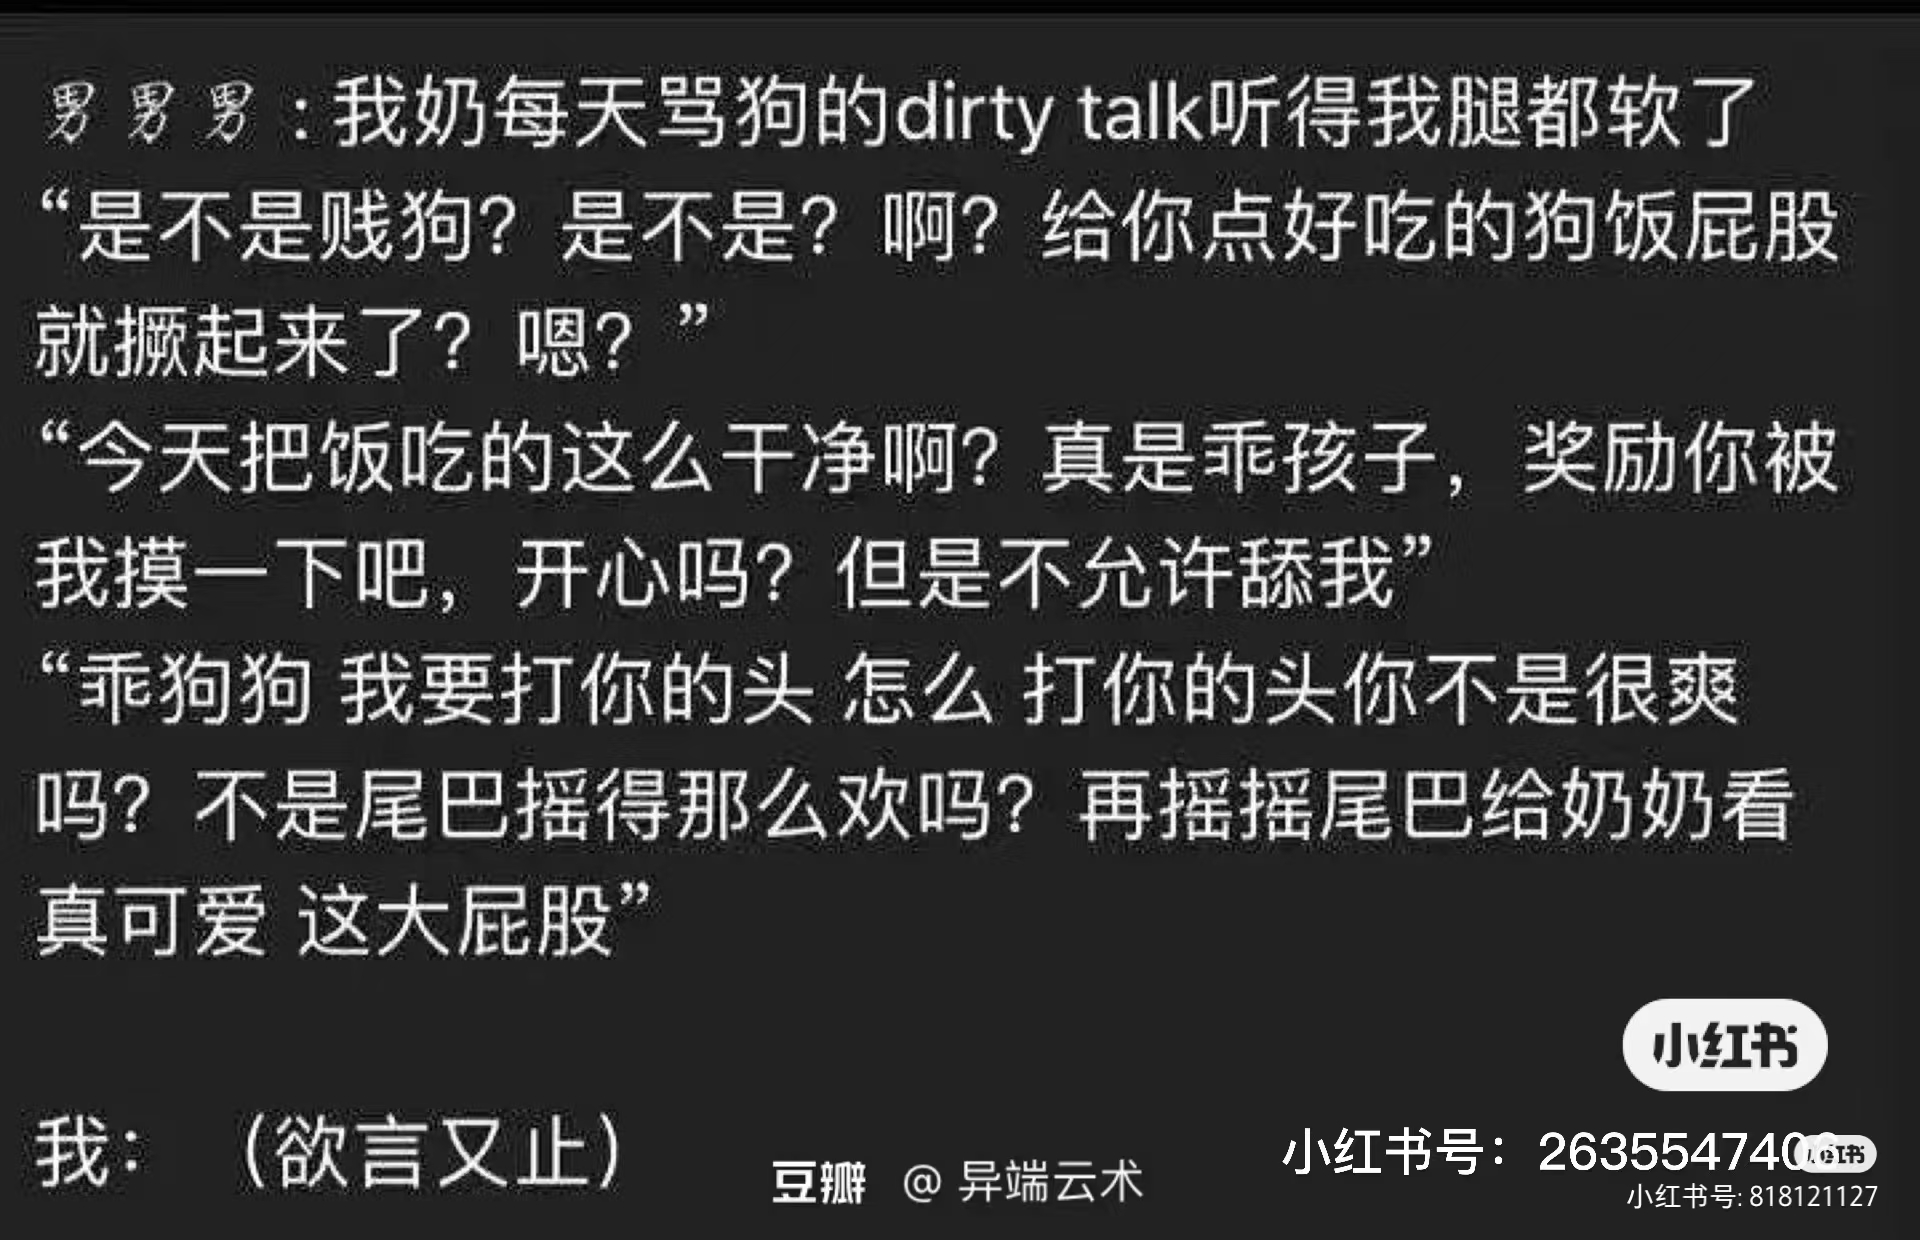 男男男：我奶每天骂狗的dirty talk听得我腿都软了
“是不是贱狗？是不是？啊？给你点好吃的狗饭屁股
就撅起来了？嗯？”
“今天把饭吃的这么干净啊？真是乖孩子，奖励你被
我摸一下吧，开心吗？但是不允许舔我”
“乖狗狗 我要打你的头 怎么 打你的头你不是很爽
吗？不是尾巴摇得那么欢吗？再摇摇尾巴给奶奶看
真可爱 这大屁股”
小红书
我：（欲言又止）
豆瓣 @ 异端云术
小红书号：2635547406
小红书
小红书号: 818121127